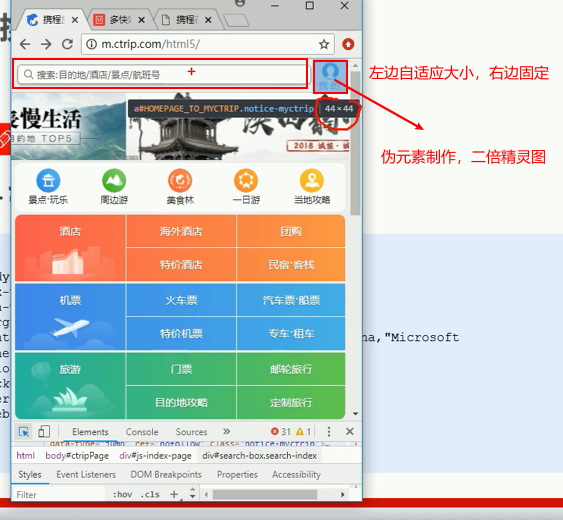 携程
多快
携程在
m.ctrip.com/html5/
搜索:目的地/酒店/景点/航班号
我的
左边自适应大小，右边固定
a#HOMEPAGE_TO_MYCTRIP.notice-myctrip
44×44
慢生活
的地 TOP5
2018
伪元素制作，二倍精灵图
景点·玩乐
周边游
美食林
一日游
当地攻略
酒店
海外酒店
团购
特价酒店
民宿·客栈
机票
火车票
汽车票·船票
特价机票
专车·租车
旅游
门票
邮轮旅行
目的地攻略
定制旅行
na,"Microsoft
Elements
Console
Sources
»
31
1
html
body#ctripPage
div#js-index-page
div#search-box.search-index
Styles
Event Listeners
DOM Breakpoints
Properties
Accessibility
Filter
:hov
.cls
+